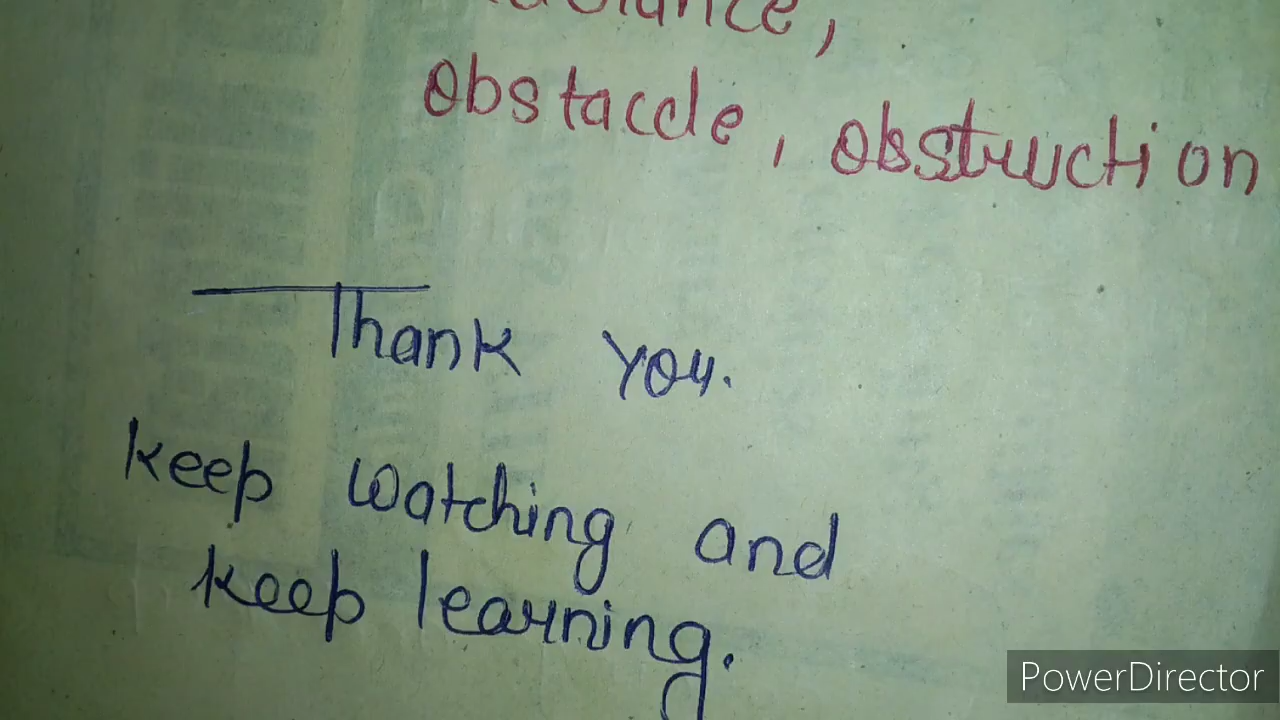 obstacle, obstruction
Thank You.
keep watching and
keep learning.
PowerDirector